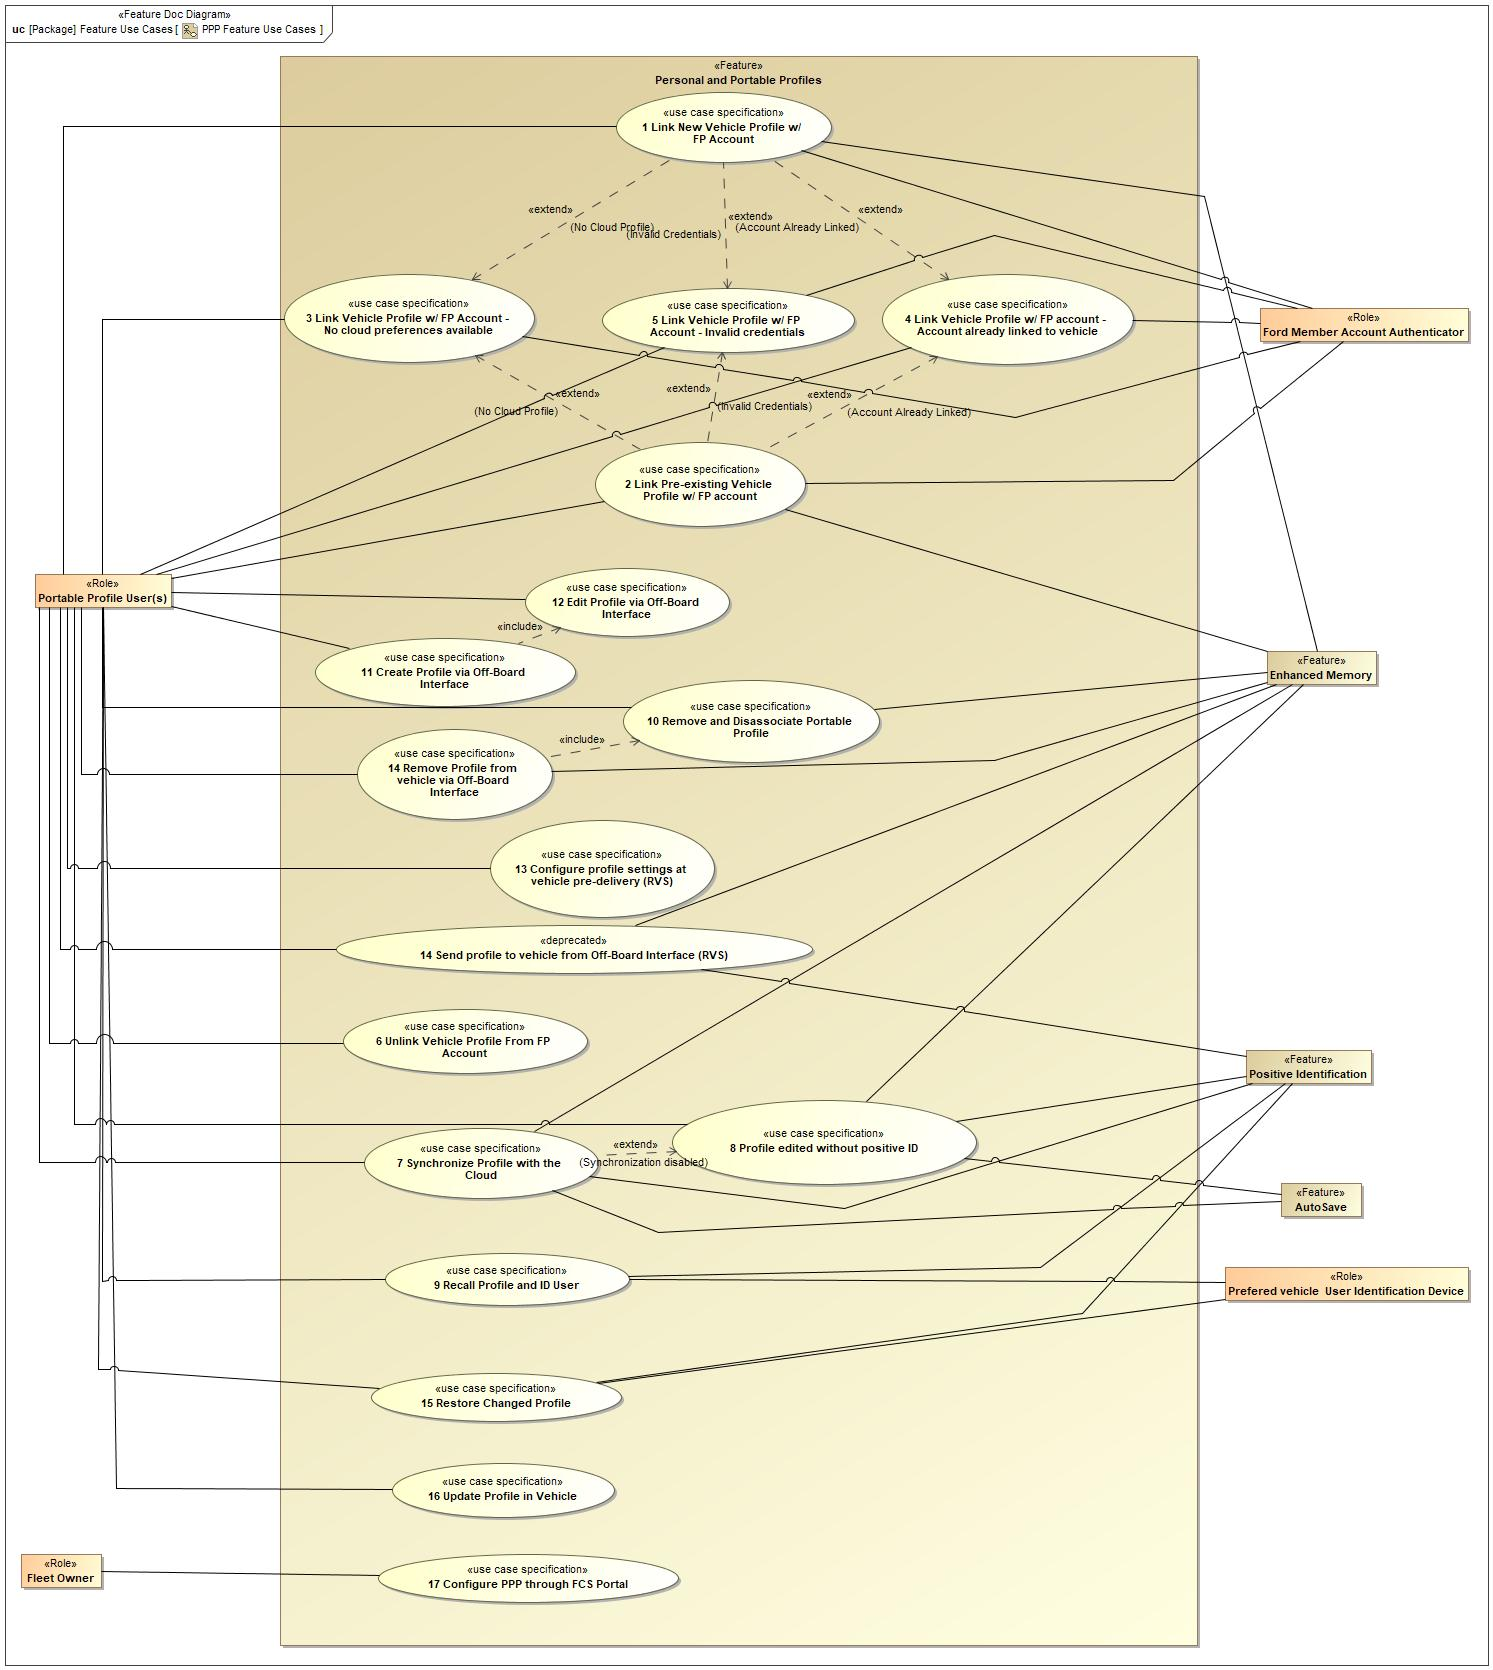 «Feature Doc Diagram»
uc [Package] Feature Use Cases [ PPP Feature Use Cases ]
«Feature»
Personal and Portable Profiles
«use case specification»
1 Link New Vehicle Profile w/
FP Account
«extend»
(No Cloud Profile)
«extend»
(Invalid Credentials)
«extend»
(Account Already Linked)
«use case specification»
3 Link Vehicle Profile w/ FP Account -
No cloud preferences available
«use case specification»
5 Link Vehicle Profile w/ FP
Account - Invalid credentials
«use case specification»
4 Link Vehicle Profile w/ FP account -
Account already linked to vehicle
«Role»
Ford Member Account Authenticator
«extend»
(No Cloud Profile)
«extend»
(Invalid Credentials)
«extend»
(Account Already Linked)
«use case specification»
2 Link Pre-existing Vehicle
Profile w/ FP account
«Role»
Portable Profile User(s)
«use case specification»
12 Edit Profile via Off-Board
Interface
«include»
«use case specification»
11 Create Profile via Off-Board
Interface
«Feature»
Enhanced Memory
«use case specification»
10 Remove and Disassociate Portable
Profile
«include»
«use case specification»
14 Remove Profile from
vehicle via Off-Board
Interface
«use case specification»
13 Configure profile settings at
vehicle pre-delivery (RVS)
«deprecated»
14 Send profile to vehicle from Off-Board Interface (RVS)
«use case specification»
6 Unlink Vehicle Profile From FP
Account
«Feature»
Positive Identification
«use case specification»
8 Profile edited without positive ID
«extend»
(Synchronization disabled)
«use case specification»
7 Synchronize Profile with the
Cloud
«Feature»
AutoSave
«use case specification»
9 Recall Profile and ID User
«Role»
Prefered vehicle  User Identification Device
«use case specification»
15 Restore Changed Profile
«use case specification»
16 Update Profile in Vehicle
«Role»
Fleet Owner
«use case specification»
17 Configure PPP through FCS Portal